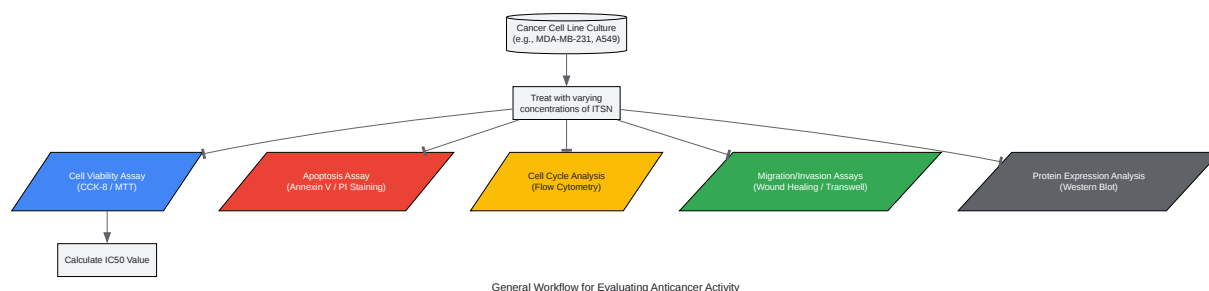 Cancer Cell Line Culture
(e.g., MDA-MB-231, A549)
Treat with varying
concentrations of ITSN
Cell Viability Assay
(CCK-8 / MTT)
Apoptosis Assay
(Annexin V / PI Staining)
Cell Cycle Analysis
(Flow Cytometry)
Migration/Invasion Assays
(Wound Healing / Transwell)
Protein Expression Analysis
(Western Blot)
Calculate IC50 Value
General Workflow for Evaluating Anticancer Activity